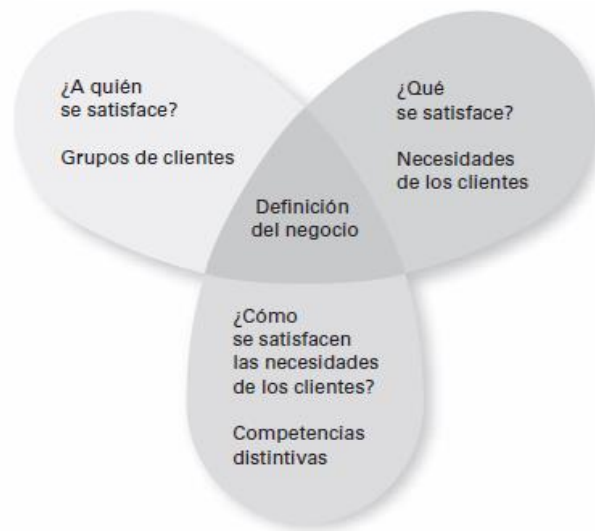 ¿A quién
se satisface?
Grupos de clientes
¿Qué
se satisface?
Necesidades
de los clientes
Definición
del negocio
¿Cómo
se satisfacen
las necesidades
de los clientes?
Competencias
distintivas